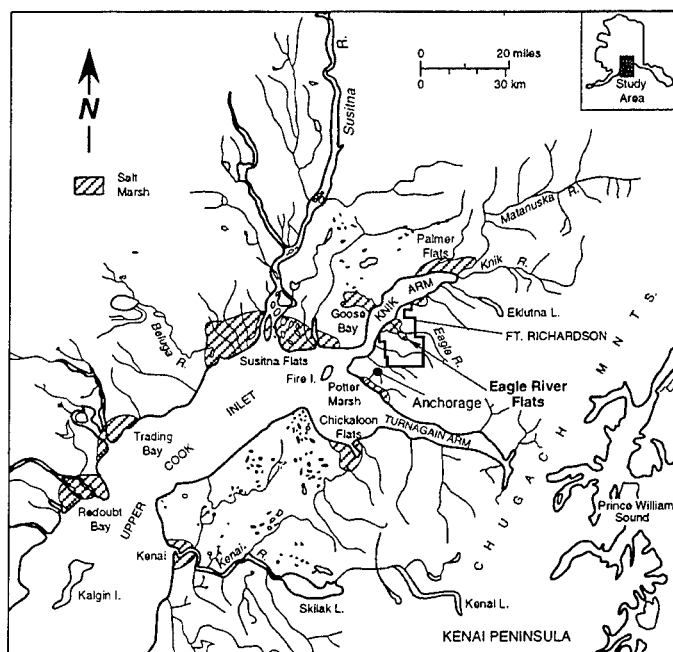 0 20 miles
0 30 km
Study
Area
N
Susitna R.
Salt
Marsh
Matanuska R.
Palmer
Flats
Knik R.
KNIK ARM
Goose
Bay
Eklutna L.
FT. RICHARDSON
Beluga R.
Eagle R.
Susitna Flats
Fire I.
Potter
Marsh
Eagle River
Flats
Anchorage
Chickaloon
Flats
TURNAGAIN ARM
CHUGACH MNTS.
Trading
Bay
UPPER COOK INLET
Redoubt
Bay
Prince William
Sound
Kenai
Kenai R.
Kalgin I.
Skilak L.
Kenai L.
KENAI PENINSULA